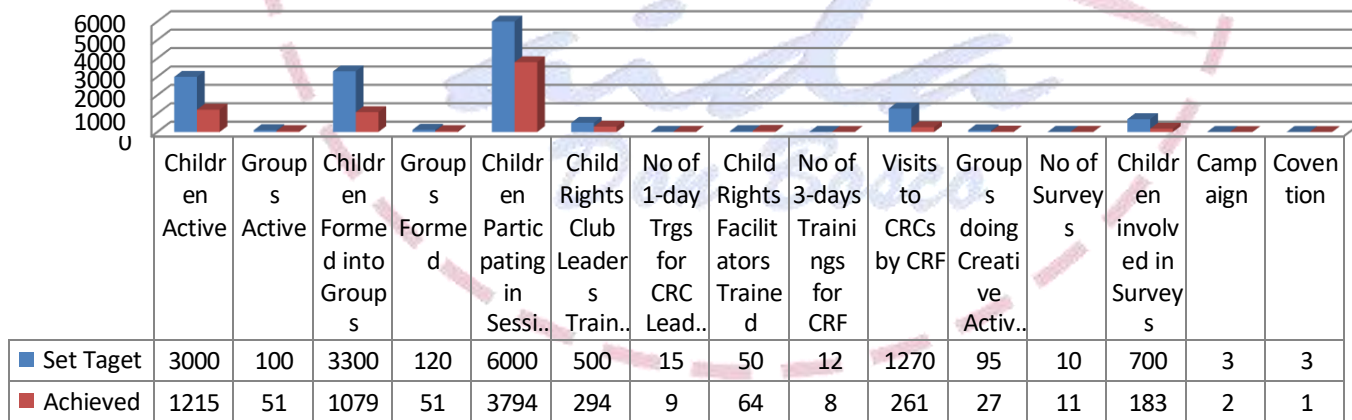 6000
5000
4000
3000
2000
1000
0
Childr
en
Active
Group
s
Active
Childr
en
Forme
d into
Group
s
Group
s
Forme
d
Childr
en
Partic
pating
in
Sessi..
Child
Rights
Club
Leader
s
Train..
No of
1-day
Trgs
for
CRC
Lead..
Child
Rights
Facilit
ators
Traine
d
No of
3-days
Traini
ngs
for
CRF
Visits
to
CRCs
by CRF
Group
s
doing
Creati
ve
Activ..
No of
Survey
s
Childr
en
involv
ed in
Survey
s
Camp
aign
Coven
tion
Set Taget 3000 100 3300 120 6000 500 15 50 12 1270 95 10 700 3 3
Achieved 1215 51 1079 51 3794 294 9 64 8 261 27 11 183 2 1